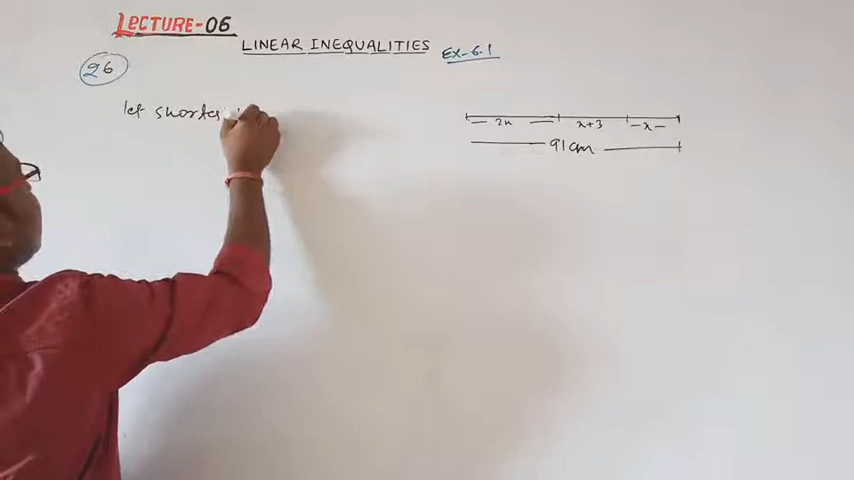 LECTURE-06
LINEAR INEQUALITIES EX-6.1
26
let shortes
2x x+3 x
91cm